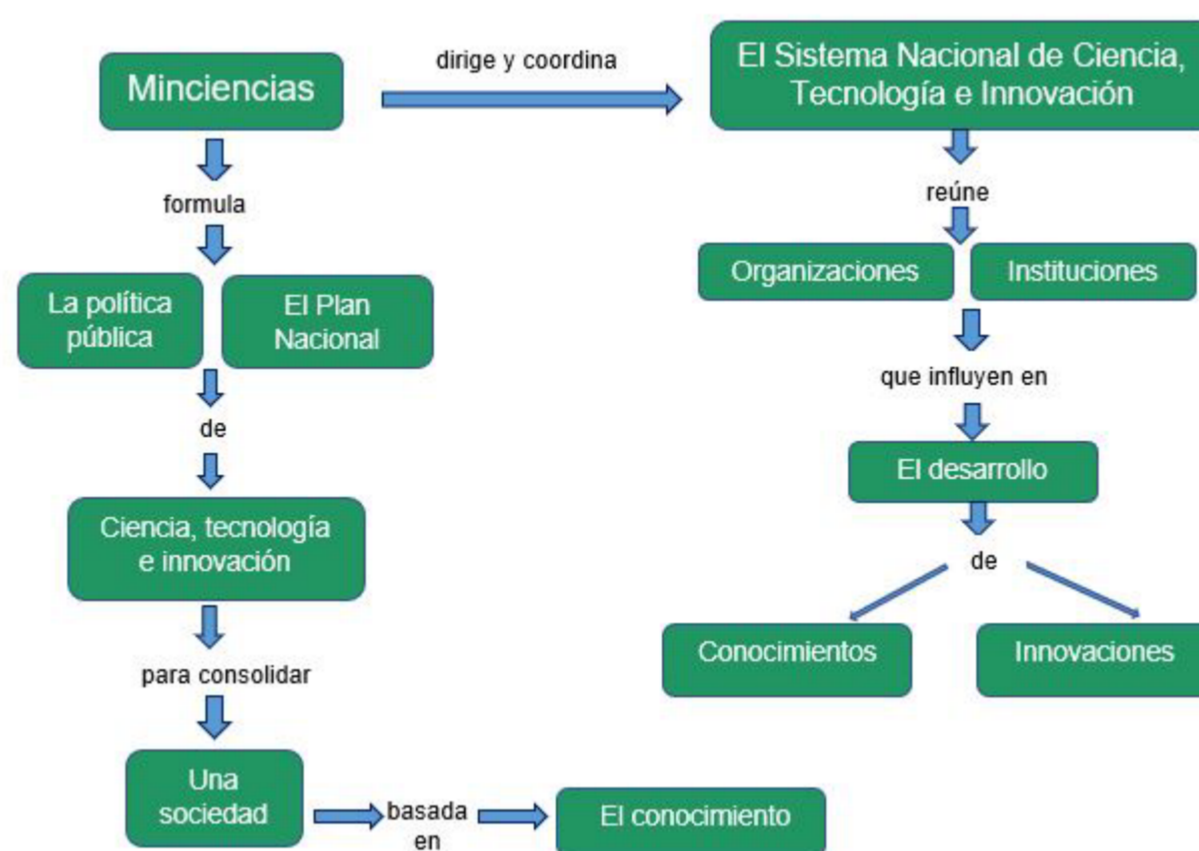 Minciencias
dirige y coordina
El Sistema Nacional de Ciencia,
Tecnología e Innovación
formula
La política
pública
El Plan
Nacional
de
Ciencia, tecnología
e innovación
para consolidar
Una
sociedad
basada
en
El conocimiento
reúne
Organizaciones
Instituciones
que influyen en
El desarrollo
de
Conocimientos
Innovaciones